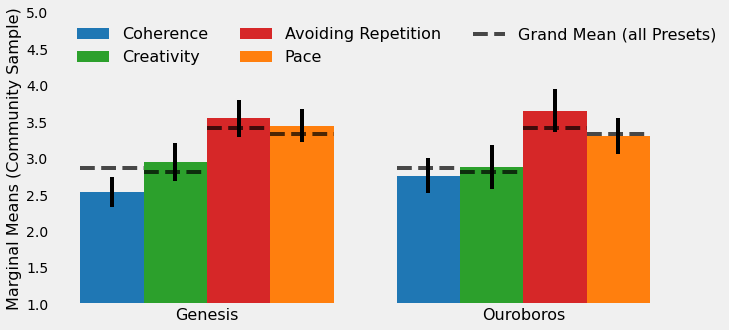 Marginal Means (Community Sample)
5.0
4.5
4.0
3.5
3.0
2.5
2.0
1.5
1.0
Coherence
Creativity
Avoiding Repetition
Pace
Grand Mean (all Presets)
Genesis
Ouroboros